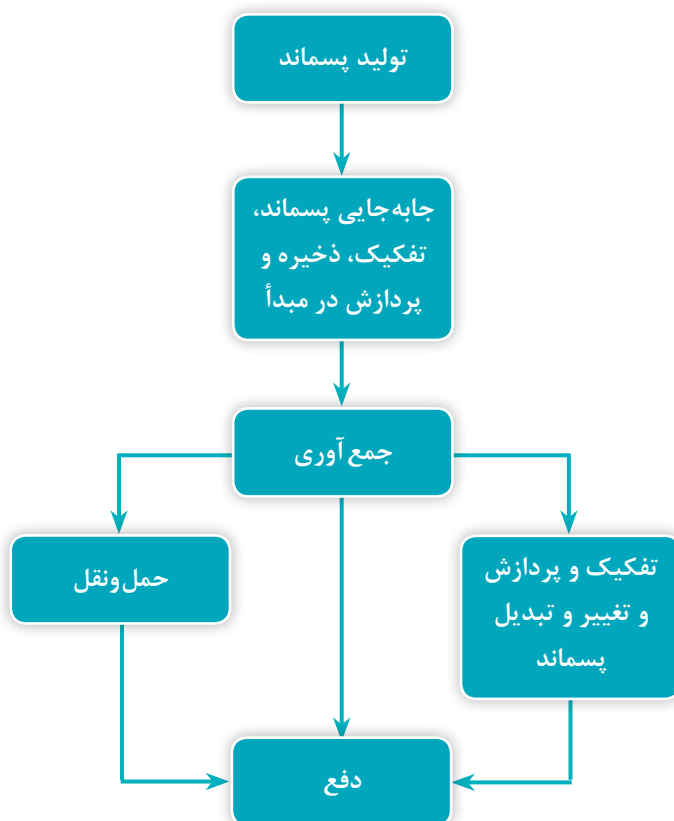 تولید پسماند
جابه‌جایی پسماند،
تفکیک، ذخیره و
پردازش در مبدأ
جمع‌آوری
تفکیک و پردازش
و تغییر و تبدیل
پسماند
حمل‌ونقل
دفع